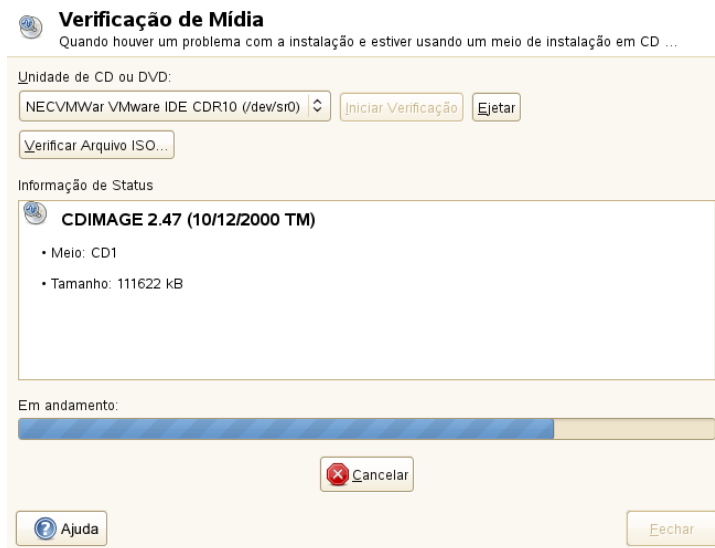 Verificação de Mídia
Quando houver um problema com a instalação e estiver usando um meio de instalação em CD ...
Unidade de CD ou DVD:
NECVMWar VMware IDE CDR10 (/dev/sr0)
Iniciar Verificação
Ejetar
Verificar Arquivo ISO...
Informação de Status
CDIMAGE 2.47 (10/12/2000 TM)
• Meio: CD1
• Tamanho: 111622 kB
Em andamento:
Cancelar
Ajuda
Fechar